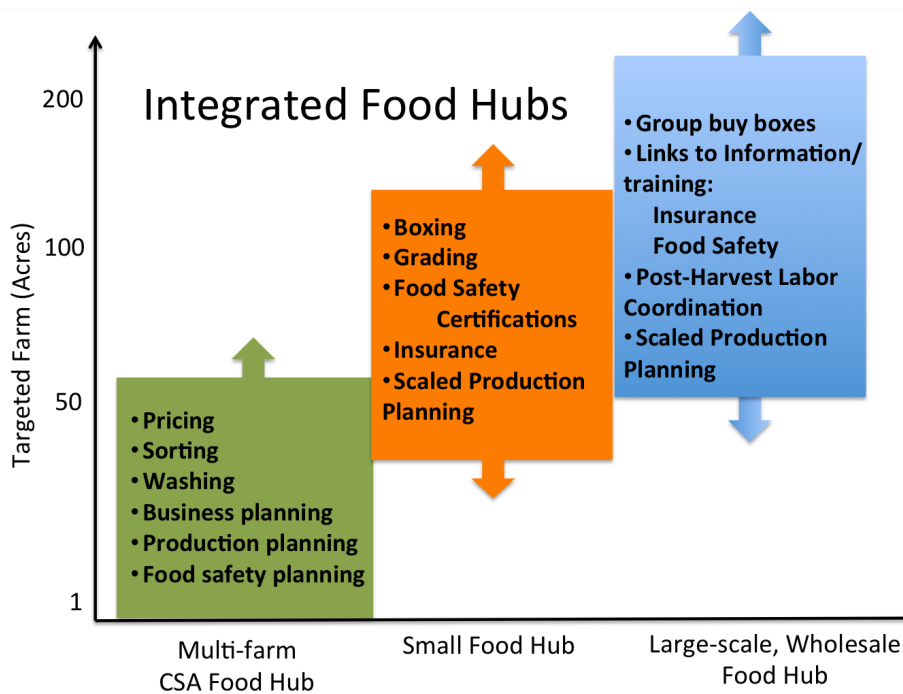 Integrated Food Hubs
Targeted Farm (Acres)
200
100
50
1
•Pricing
•Sorting
•Washing
•Business planning
•Production planning
•Food safety planning
•Boxing
•Grading
•Food Safety
Certifications
•Insurance
•Scaled Production
Planning
•Group buy boxes
•Links to Information/
training:
Insurance
Food Safety
•Post-Harvest Labor
Coordination
•Scaled Production
Planning
Multi-farm
CSA Food Hub
Small Food Hub
Large-scale, Wholesale
Food Hub